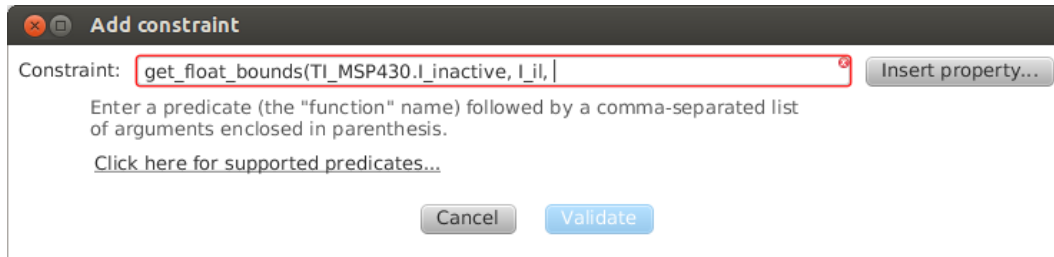 Add constraint
Constraint: get_float_bounds(TI_MSP430.I_inactive, I_il, Insert property...
Enter a predicate (the "function" name) followed by a comma-separated list
of arguments enclosed in parenthesis.
Click here for supported predicates...
Cancel Validate